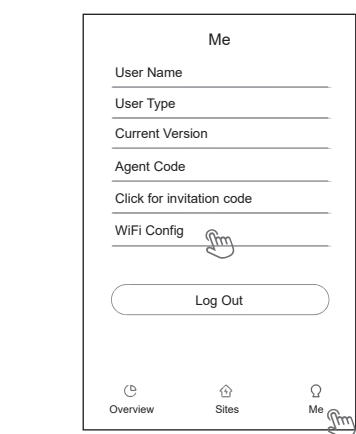 Me
User Name
User Type
Current Version
Agent Code
Click for invitation code
WiFi Config
Log Out
Overview Sites Me